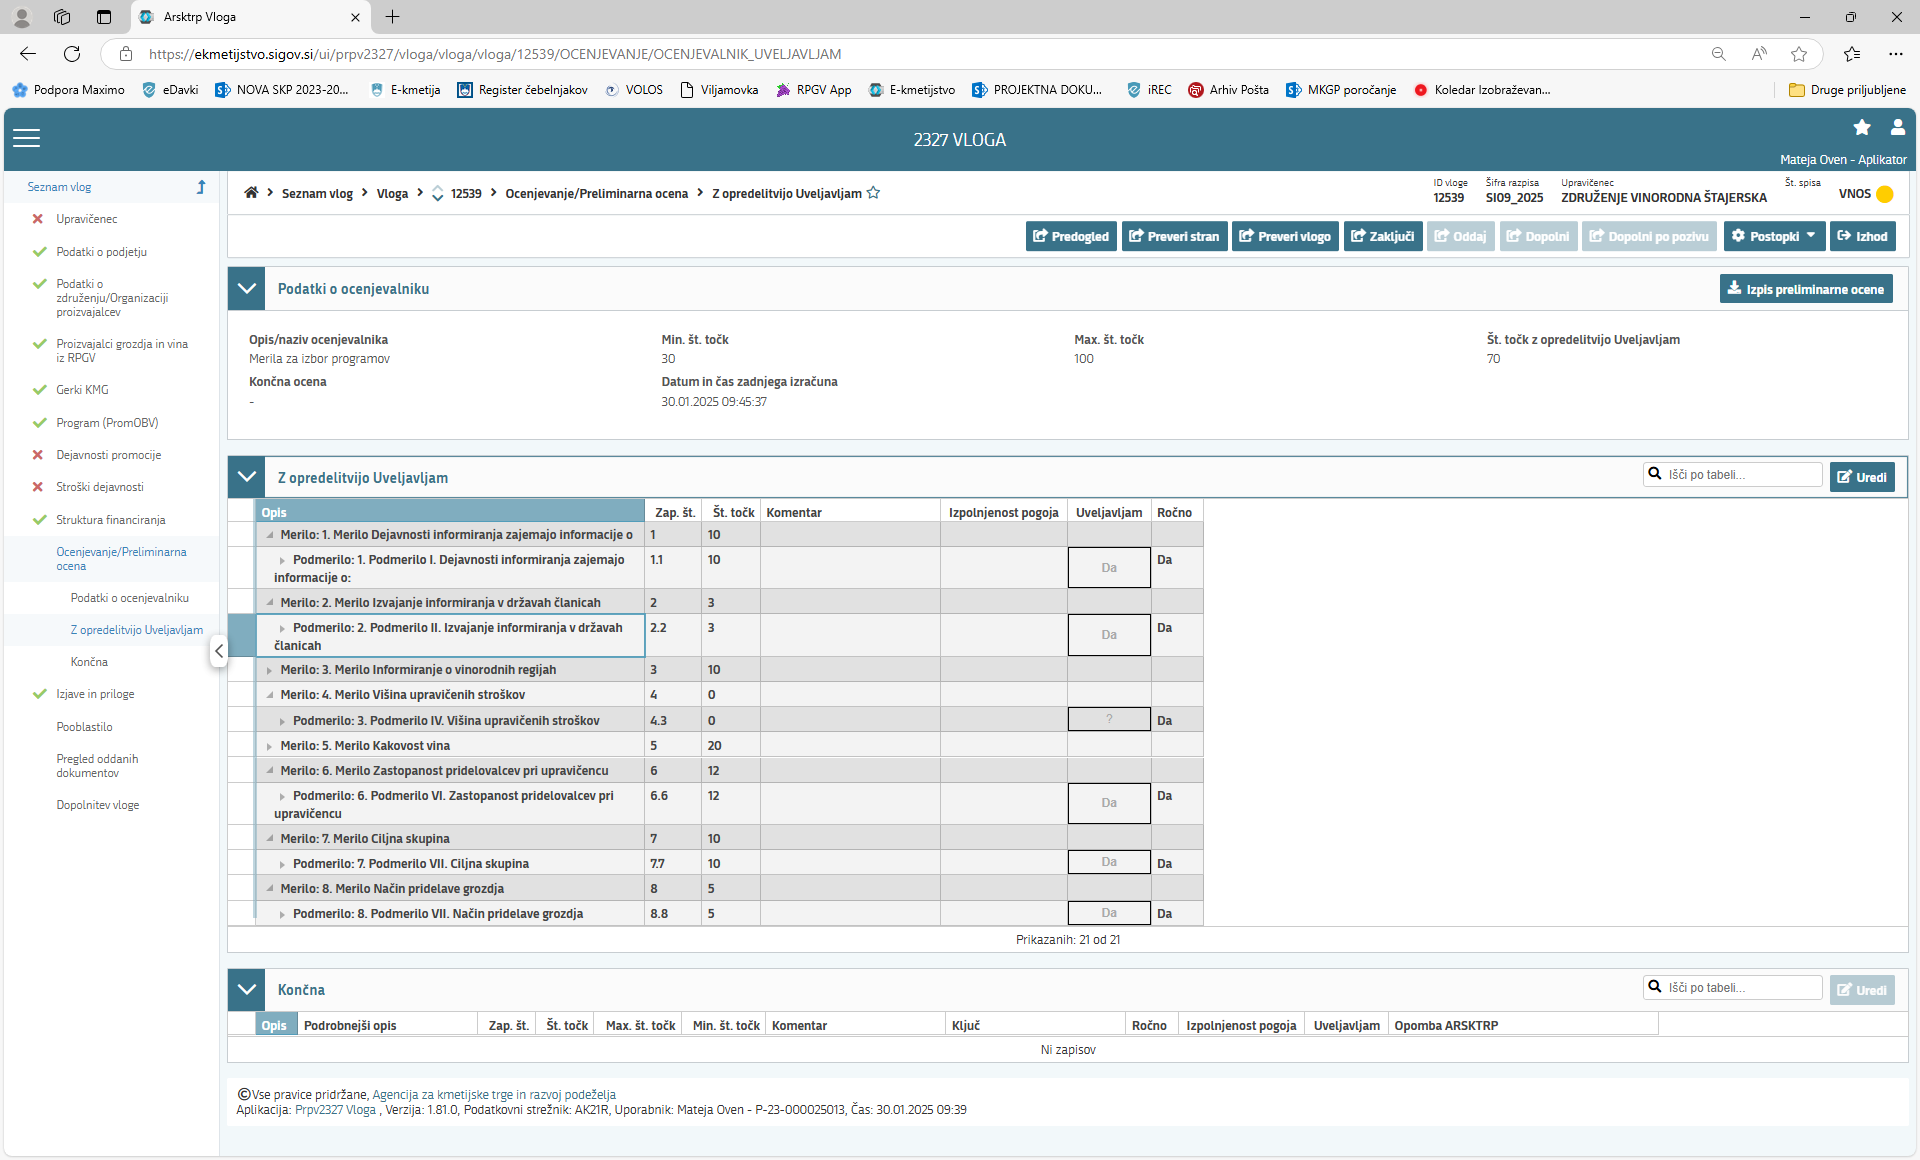 Arsktrp Vloga
https://ekmetijstvo.sigov.si/ui/prpv2327/vloga/vloga/vloga/12539/OCENJEVANJE/OCENJEVALNIK_UVELJAVLJAM
Podpora Maximo eDavki NOVA SKP 2023-20... E-kmetija Register čebelnjakov VOLOS Viljamovka RPGV App E-kmetijstvo PROJEKTNA DOKU... iREC Arhiv Pošta MKGP poročanje Koledar Izobraževan... Druge priljubljene
2327 VLOGA
Mateja Oven - Aplikator
Seznam vlog
Upravičenec
Podatki o podjetju
Podatki o
združenju/Organizaciji
proizvajalcev
Proizvajalci grozdja in vina
iz RPGV
Gerki KMG
Program (PromOBV)
Dejavnosti promocije
Stroški dejavnosti
Struktura financiranja
Ocenjevanje/Preliminarna
ocena
Podatki o ocenjevalniku
Z opredelitvijo Uveljavljam
Končna
Izjave in priloge
Pooblastilo
Pregled oddanih
dokumentov
Dopolnitev vloge
Seznam vlog Vloga 12539 Ocenjevanje/Preliminarna ocena Z opredelitvijo Uveljavljam
ID vloge Šifra razpisa Upravičenec Št. spisa
12539 SI09_2025 ZDRUŽENJE VINORODNA ŠTAJERSKA VNOS
Predogled Preveri stran Preveri vlogo Zaključi Oddaj Dopolni Dopolni po pozivu Postopki Izhod
Podatki o ocenjevalniku Izpis preliminarne ocene
Opis/naziv ocenjevalnika Min. št. točk Max. št. točk Št. točk z opredelitvijo Uveljavljam
Merila za izbor programov 30 100 70
Končna ocena Datum in čas zadnjega izračuna
- 30.01.2025 09:45:37
Z opredelitvijo Uveljavljam Išči po tabeli... Uredi
Opis Zap. št. Št. točk Komentar Izpolnjenost pogoja Uveljavljam Ročno
Merilo: 1. Merilo Dejavnosti informiranja zajemajo informacije o 1 10
Podmerilo: 1. Podmerilo I. Dejavnosti informiranja zajemajo 1.1 10 Da Da
informacije o:
Merilo: 2. Merilo Izvajanje informiranja v državah članicah 2 3
Podmerilo: 2. Podmerilo II. Izvajanje informiranja v državah 2.2 3 Da Da
članicah
Merilo: 3. Merilo Informiranje o vinorodnih regijah 3 10
Merilo: 4. Merilo Višina upravičenih stroškov 4 0
Podmerilo: 3. Podmerilo IV. Višina upravičenih stroškov 4.3 0 ? Da
Merilo: 5. Merilo Kakovost vina 5 20
Merilo: 6. Merilo Zastopanost pridelovalcev pri upravičencu 6 12
Podmerilo: 6. Podmerilo VI. Zastopanost pridelovalcev pri 6.6 12 Da Da
upravičencu
Merilo: 7. Merilo Ciljna skupina 7 10
Podmerilo: 7. Podmerilo VII. Ciljna skupina 7.7 10 Da Da
Merilo: 8. Merilo Način pridelave grozdja 8 5
Podmerilo: 8. Podmerilo VII. Način pridelave grozdja 8.8 5 Da Da
Prikazanih: 21 od 21
Končna Išči po tabeli... Uredi
Opis Podrobnejši opis Zap. št. Št. točk Max. št. točk Min. št. točk Komentar Ključ Ročno Izpolnjenost pogoja Uveljavljam Opomba ARSKTRP
Ni zapisov
©Vse pravice pridržane, Agencija za kmetijske trge in razvoj podeželja
Aplikacija: Prpv2327 Vloga , Verzija: 1.81.0, Podatkovni strežnik: AK21R, Uporabnik: Mateja Oven - P-23-000025013, Čas: 30.01.2025 09:39